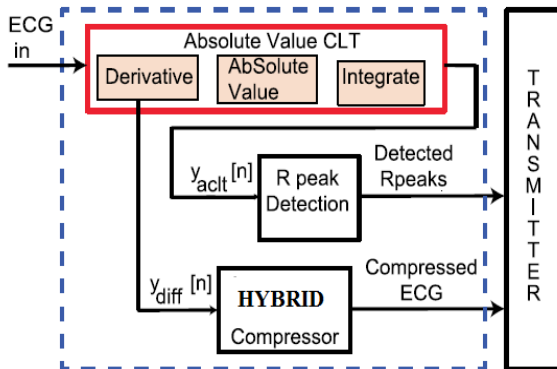 ECG
in
Absolute Value CLT
Derivative
AbSolute
Value
Integrate
y_aclt [n]
R peak
Detection
Detected
Rpeaks
y_diff [n]
HYBRID
Compressor
Compressed
ECG
TRANSMITTER